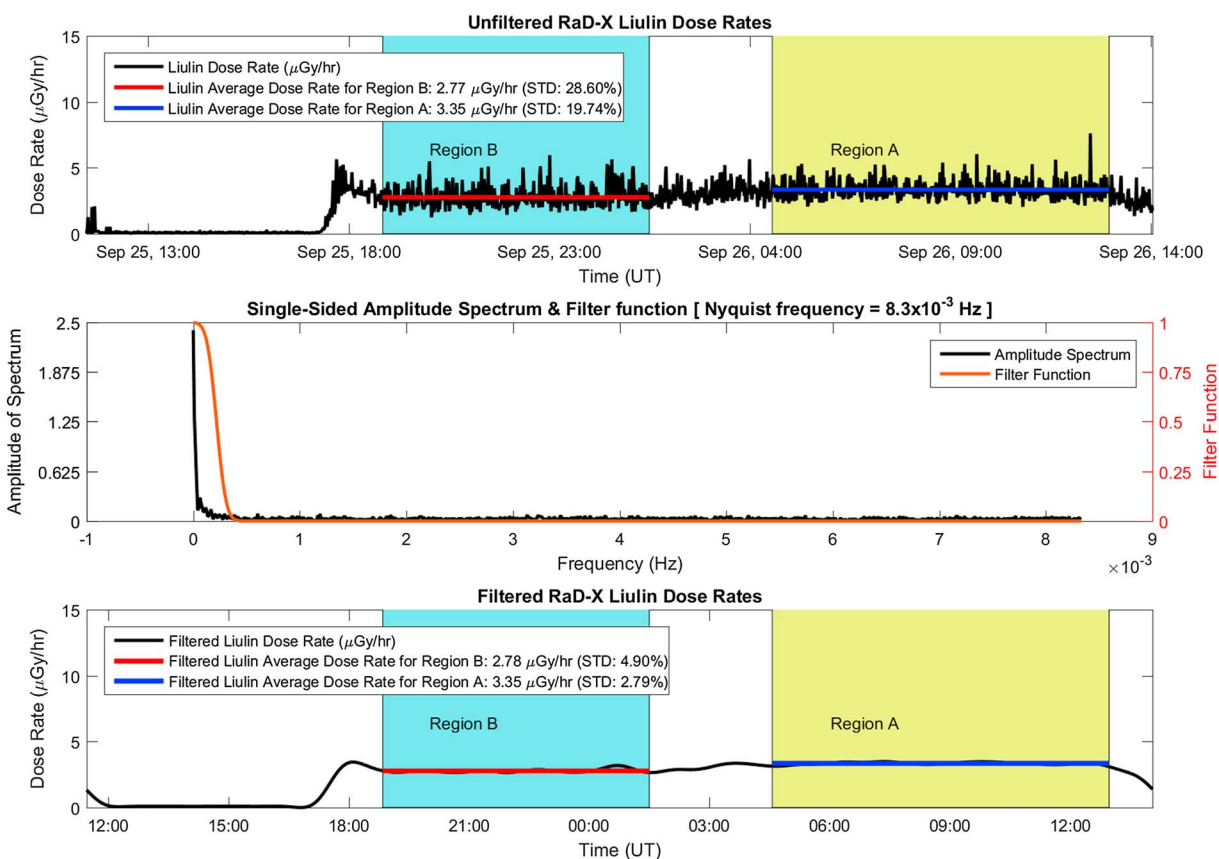 Unfiltered RaD-X Liulin Dose Rates
15
10
5
0
Dose Rate (μGy/hr)
Liulin Dose Rate (μGy/hr)
Liulin Average Dose Rate for Region B: 2.77 μGy/hr (STD: 28.60%)
Liulin Average Dose Rate for Region A: 3.35 μGy/hr (STD: 19.74%)
Region B
Region A
Sep 25, 13:00 Sep 25, 18:00 Sep 25, 23:00 Sep 26, 04:00 Sep 26, 09:00 Sep 26, 14:00
Time (UT)
Single-Sided Amplitude Spectrum & Filter function [ Nyquist frequency = 8.3x10⁻³ Hz ]
2.5
1.875
1.25
0.625
0
Amplitude of Spectrum
Amplitude Spectrum
Filter Function
1
0.75
0.5
0.25
0
Filter Function
-1 0 1 2 3 4 5 6 7 8 9
Frequency (Hz)
×10⁻³
Filtered RaD-X Liulin Dose Rates
15
10
5
0
Dose Rate (μGy/hr)
Filtered Liulin Dose Rate (μGy/hr)
Filtered Liulin Average Dose Rate for Region B: 2.78 μGy/hr (STD: 4.90%)
Filtered Liulin Average Dose Rate for Region A: 3.35 μGy/hr (STD: 2.79%)
Region B
Region A
12:00 15:00 18:00 21:00 00:00 03:00 06:00 09:00 12:00
Time (UT)